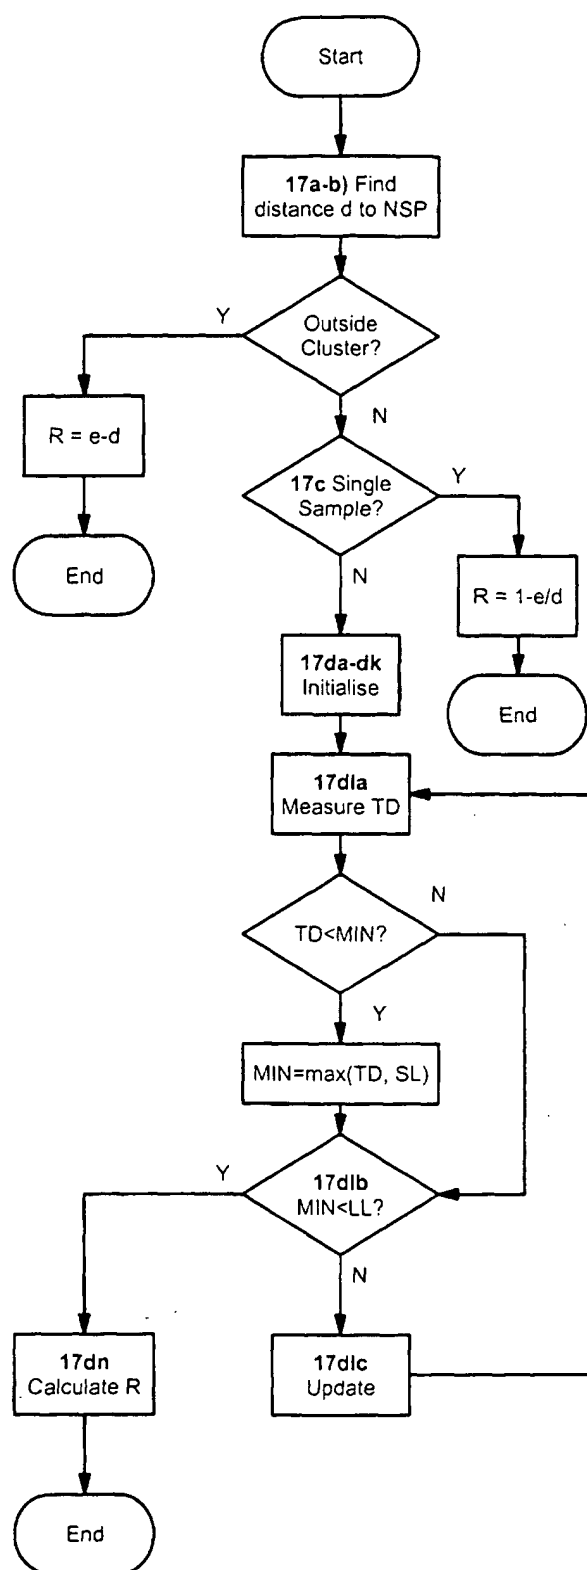 Start
17a-b) Find
distance d to NSP
Y
Outside
Cluster?
N
R = e-d
17c Single
Sample?
Y
End
N
R = 1-e/d
17da-dk
Initialise
End
17dla
Measure TD
N
TD<MIN?
Y
MIN=max(TD, SL)
Y
17dlb
MIN<LL?
N
17dn
Calculate R
17dlc
Update
End